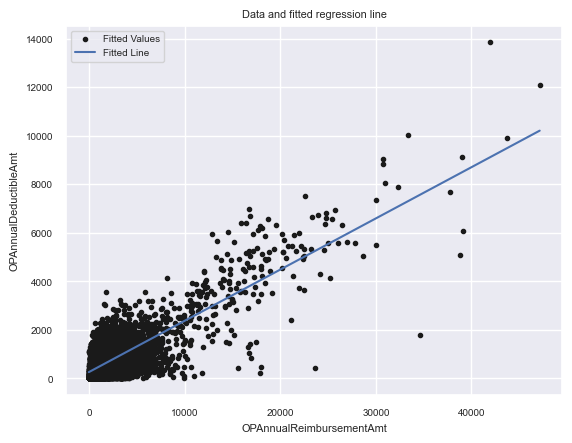 Data and fitted regression line
Fitted Values
Fitted Line
OPAnnualDeductibleAmt
14000
12000
10000
8000
6000
4000
2000
0
0 10000 20000 30000 40000
OPAnnualReimbursementAmt